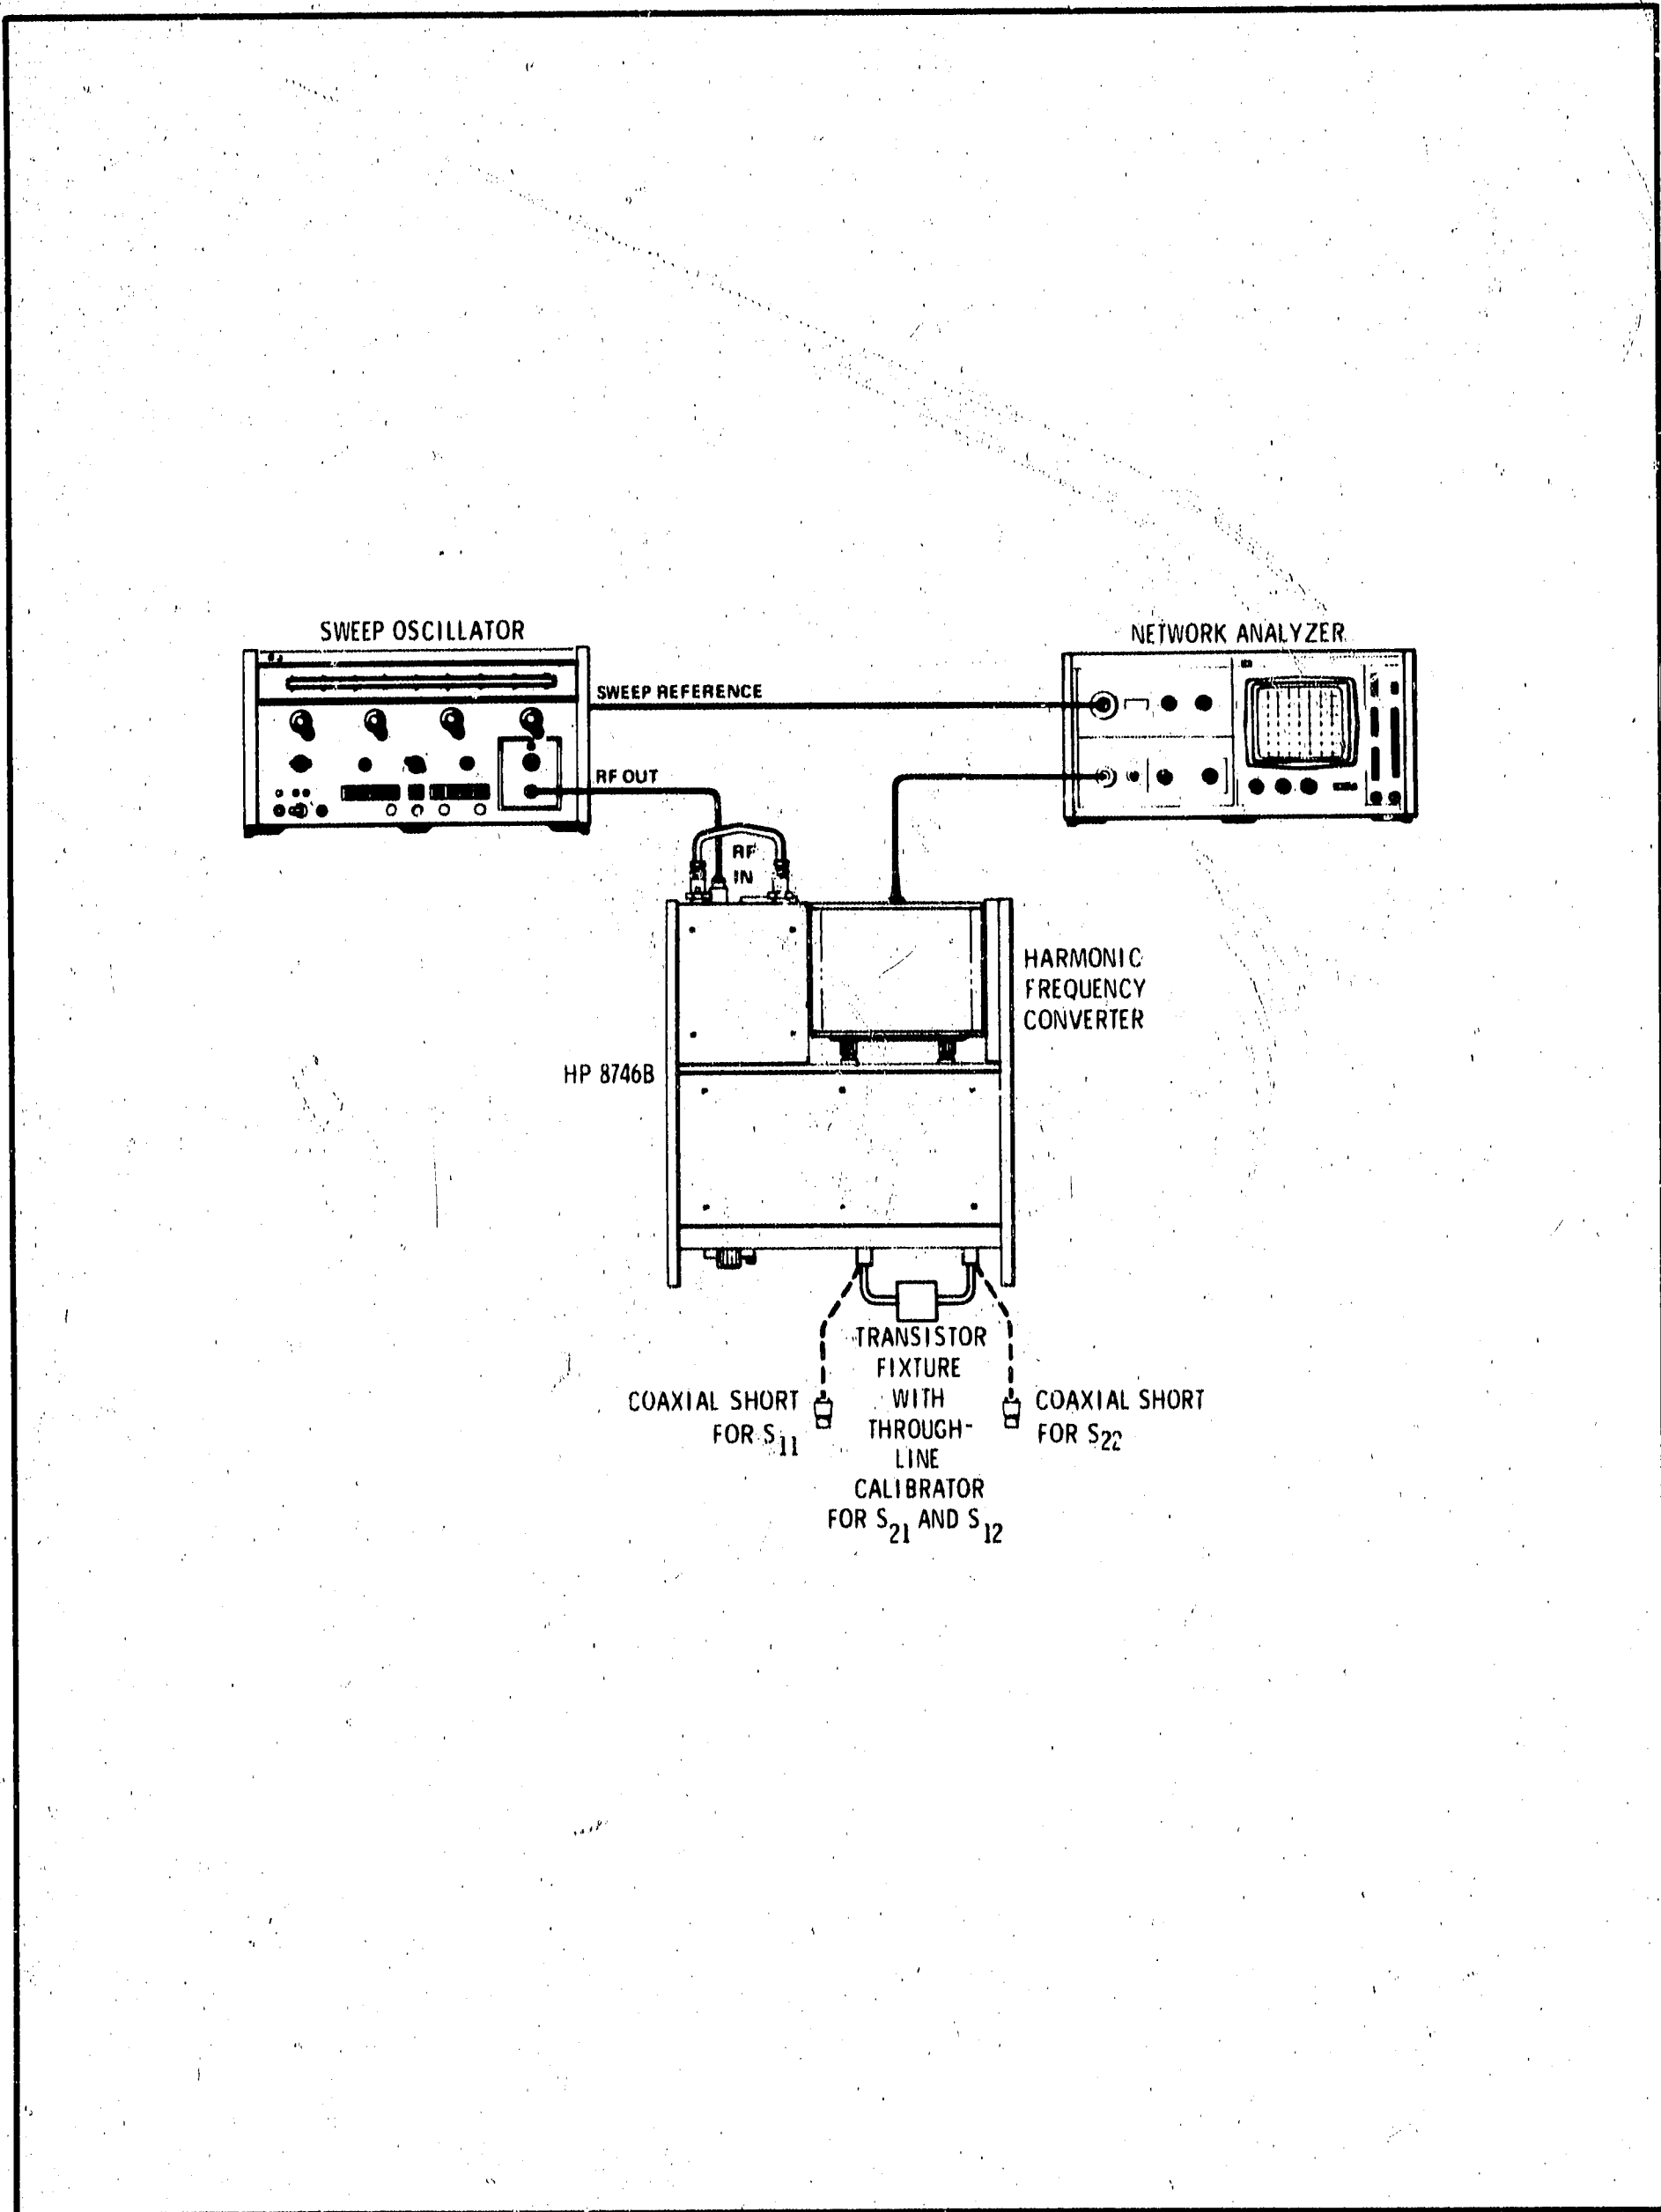 SWEEP OSCILLATOR
NETWORK ANALYZER
SWEEP REFERENCE
RF OUT
RF
IN
HARMONIC
FREQUENCY
CONVERTER
HP 8746B
TRANSISTOR
FIXTURE
WITH
THROUGH-
LINE
CALIBRATOR
FOR S21 AND S12
COAXIAL SHORT
FOR S11
COAXIAL SHORT
FOR S22